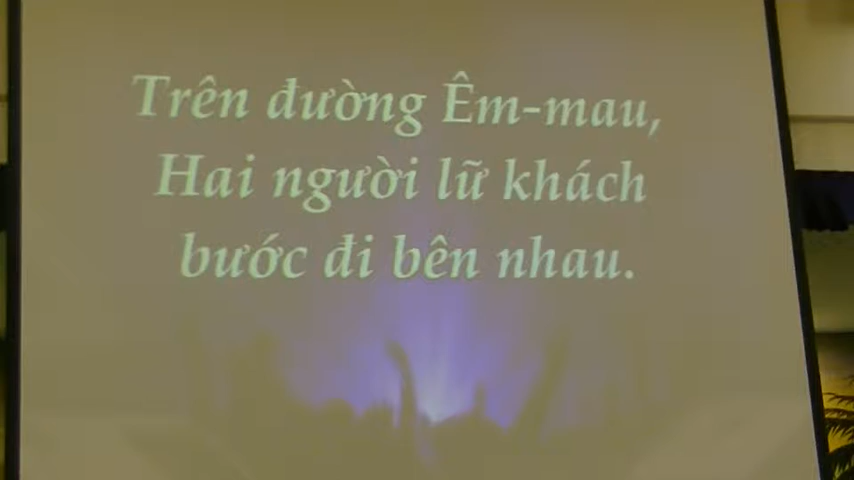 Trên đường Êm-mau,
Hai người lữ khách
bước đi bên nhau.